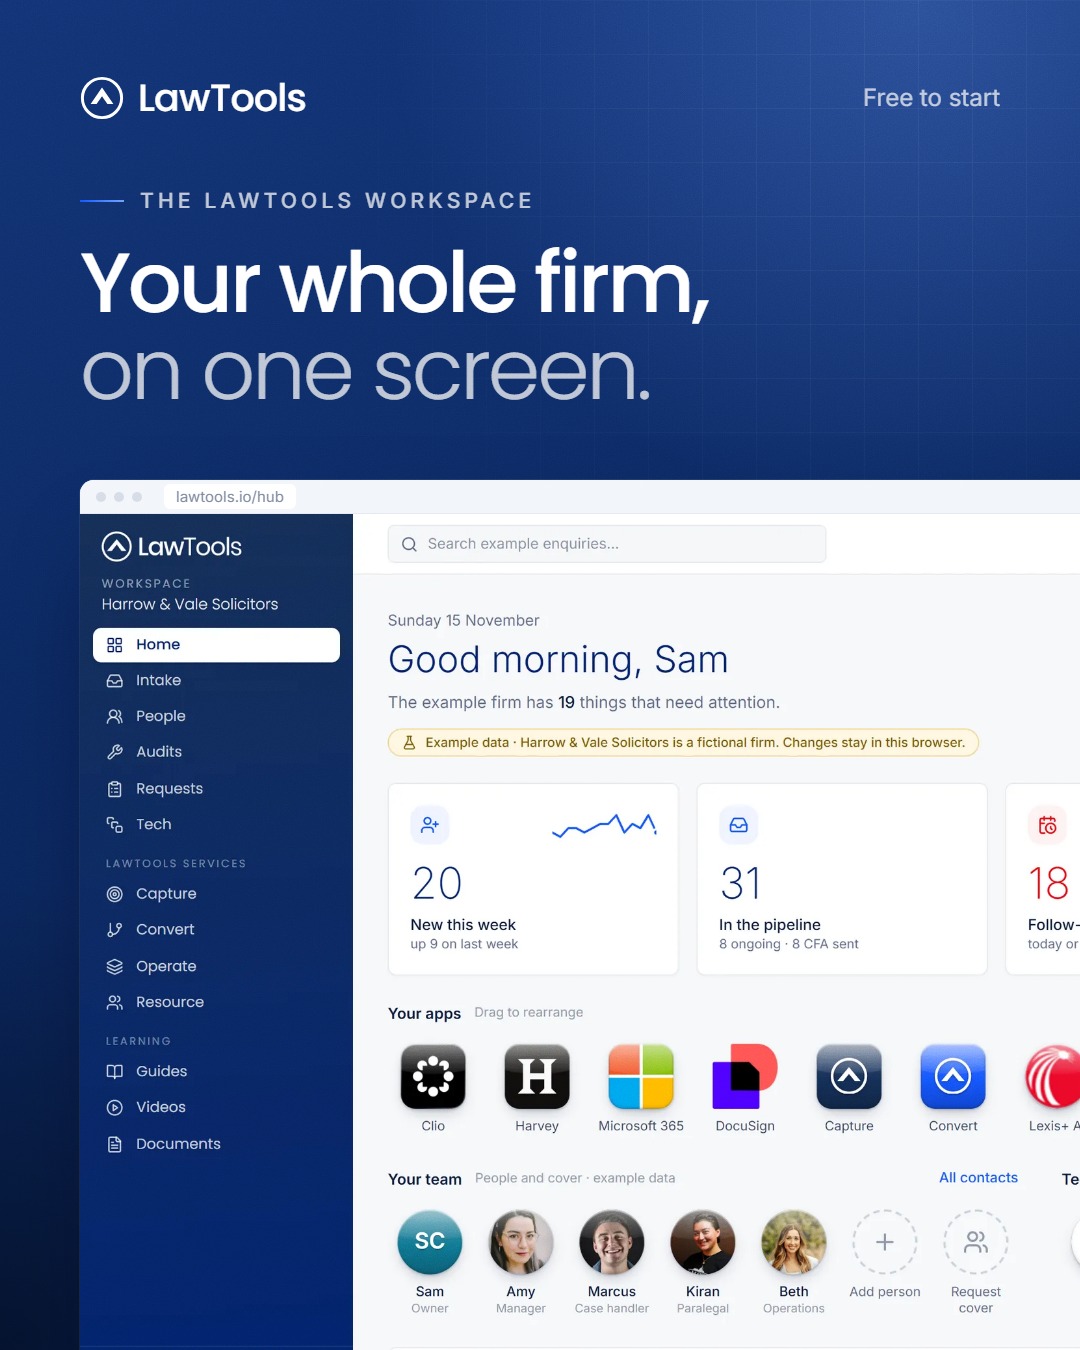 LawTools
Free to start
THE LAWTOOLS WORKSPACE
Your whole firm,
on one screen.
lawtools.io/hub
LawTools
WORKSPACE
Harrow & Vale Solicitors
Home
Intake
People
Audits
Requests
Tech
LAWTOOLS SERVICES
Capture
Convert
Operate
Resource
LEARNING
Guides
Videos
Documents
Search example enquiries...
Sunday 15 November
Good morning, Sam
The example firm has 19 things that need attention.
Example data · Harrow & Vale Solicitors is a fictional firm. Changes stay in this browser.
20
New this week
up 9 on last week
31
In the pipeline
8 ongoing · 8 CFA sent
18
Follow-
today or
Your apps Drag to rearrange
H
Clio
Harvey
Microsoft 365
DocuSign
Capture
Convert
Lexis+ A
Your team People and cover · example data
All contacts
Te
SC
Sam
Owner
Amy
Manager
Marcus
Case handler
Kiran
Paralegal
Beth
Operations
Add person
Request
cover